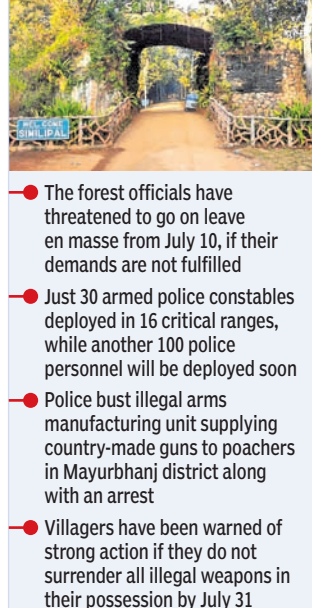 WELCOME
SIMILIPAL
The forest officials have
threatened to go on leave
en masse from July 10, if their
demands are not fulfilled
Just 30 armed police constables
deployed in 16 critical ranges,
while another 100 police
personnel will be deployed soon
Police bust illegal arms
manufacturing unit supplying
country-made guns to poachers
in Mayurbhanj district along
with an arrest
Villagers have been warned of
strong action if they do not
surrender all illegal weapons in
their possession by July 31